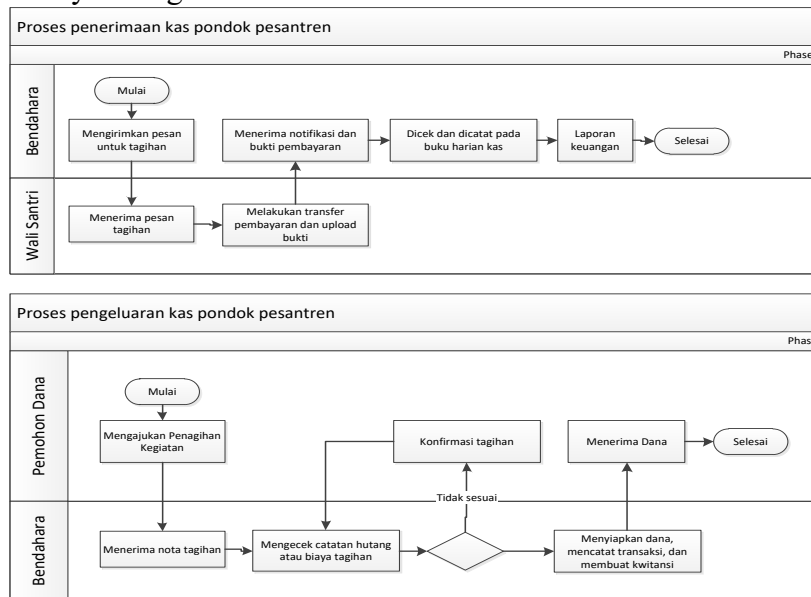 Proses penerimaan kas pondok pesantren
Phase
Bendahara
Mulai
Mengirimkan pesan
untuk tagihan
Menerima notifikasi dan
bukti pembayaran
Dicek dan dicatat pada
buku harian kas
Laporan
keuangan
Selesai
Wali Santri
Menerima pesan
tagihan
Melakukan transfer
pembayaran dan upload
bukti
Proses pengeluaran kas pondok pesantren
Phas
Pemohon Dana
Mulai
Mengajukan Penagihan
Kegiatan
Konfirmasi tagihan
Menerima Dana
Selesai
Tidak sesuai
Bendahara
Menerima nota tagihan
Mengecek catatan hutang
atau biaya tagihan
Menyiapkan dana,
mencatat transaksi, dan
membuat kwitansi